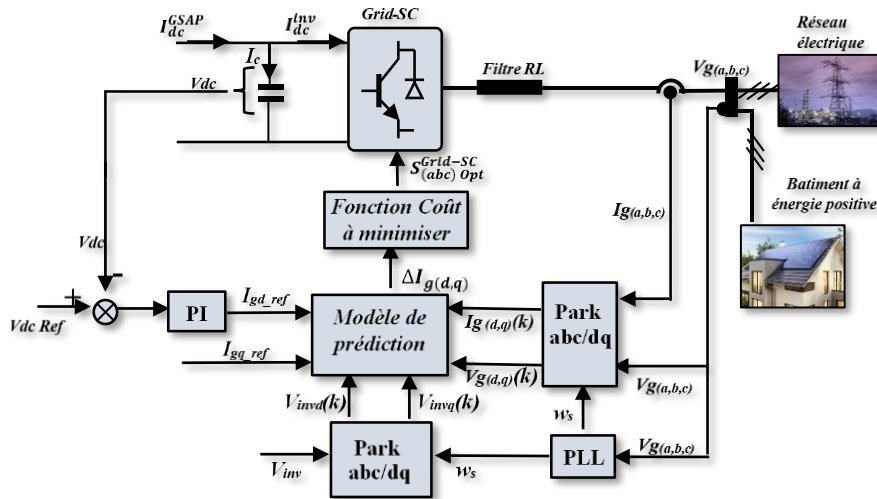 I_dc^GSAP
I_dc^inv
Grid-SC
I_c
Vdc
Filtre RL
Vg(a,b,c)
Réseau
électrique
S_(abc) Opt^Grid-SC
Batiment à
énergie positive
Fonction Coût
à minimiser
Ig(a,b,c)
Vdc
ΔI_g(d,q)
-
+
Vdc Ref
PI
I_gd_ref
Modèle de
prédiction
Ig(d,q)(k)
Park
abc/dq
I_gq_ref
Vg(d,q)(k)
Vg(a,b,c)
V_invd(k)
V_invq(k)
w_s
Vg(a,b,c)
V_inv
Park
abc/dq
w_s
PLL